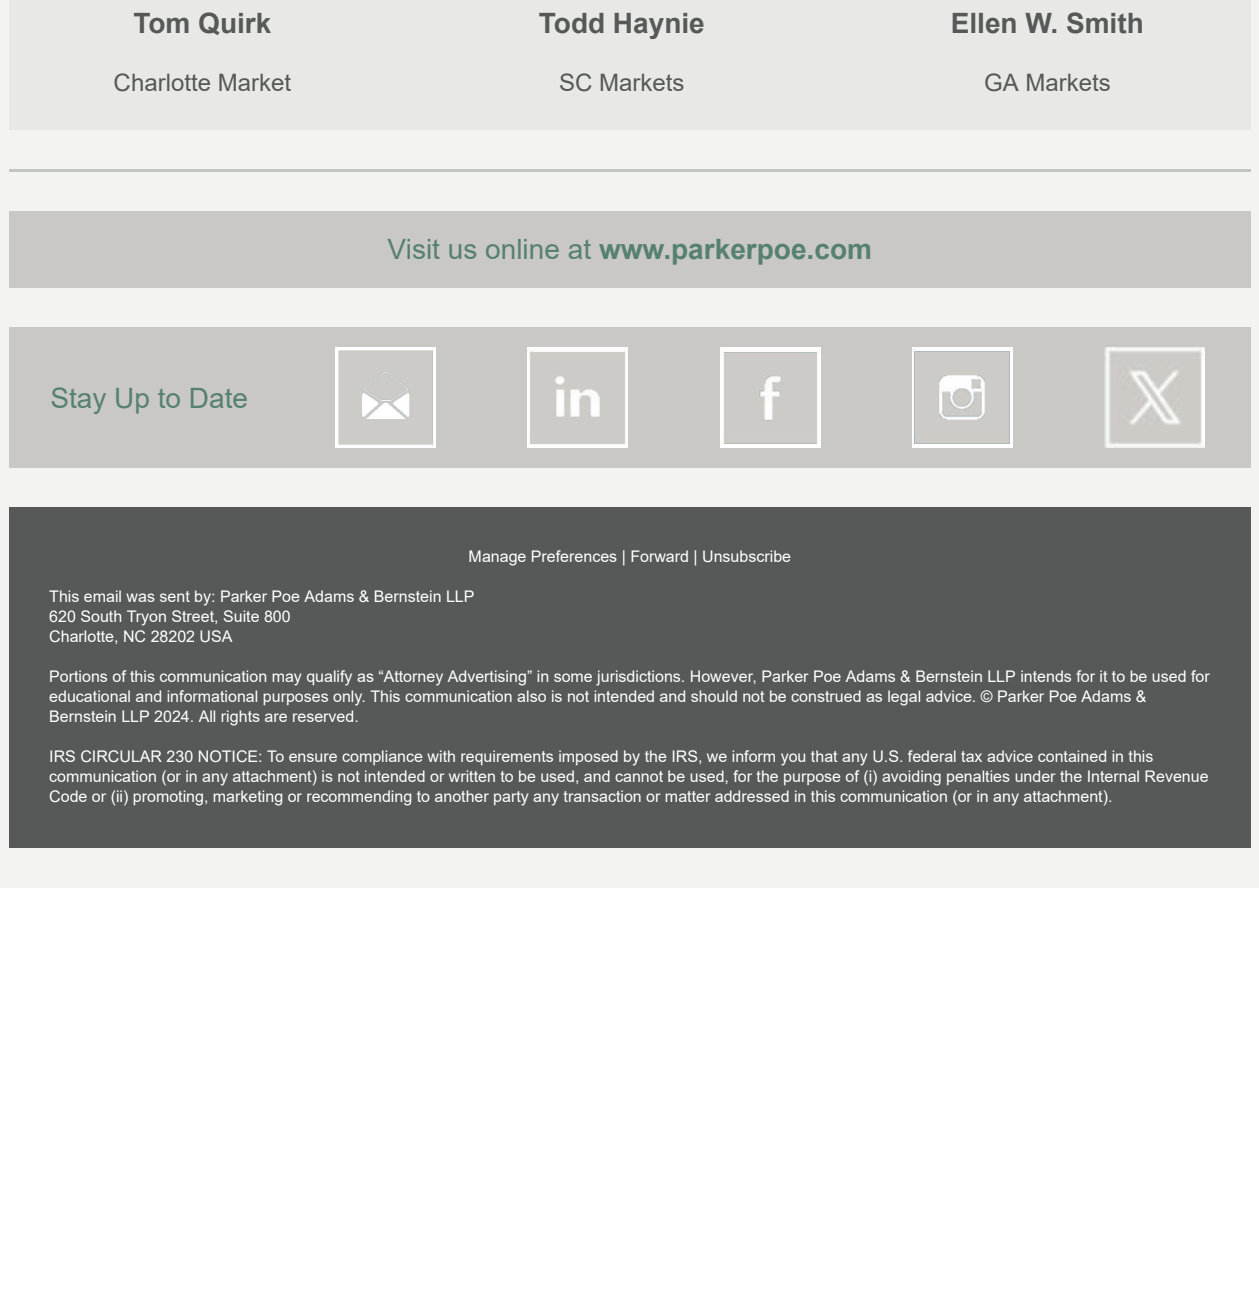 Tom Quirk
Todd Haynie
Ellen W. Smith
Charlotte Market
SC Markets
GA Markets
Visit us online at www.parkerpoe.com
Stay Up to Date
in
f
X
Manage Preferences | Forward | Unsubscribe
This email was sent by: Parker Poe Adams & Bernstein LLP
620 South Tryon Street, Suite 800
Charlotte, NC 28202 USA
Portions of this communication may qualify as “Attorney Advertising” in some jurisdictions. However, Parker Poe Adams & Bernstein LLP intends for it to be used for
educational and informational purposes only. This communication also is not intended and should not be construed as legal advice. © Parker Poe Adams &
Bernstein LLP 2024. All rights are reserved.
IRS CIRCULAR 230 NOTICE: To ensure compliance with requirements imposed by the IRS, we inform you that any U.S. federal tax advice contained in this
communication (or in any attachment) is not intended or written to be used, and cannot be used, for the purpose of (i) avoiding penalties under the Internal Revenue
Code or (ii) promoting, marketing or recommending to another party any transaction or matter addressed in this communication (or in any attachment).